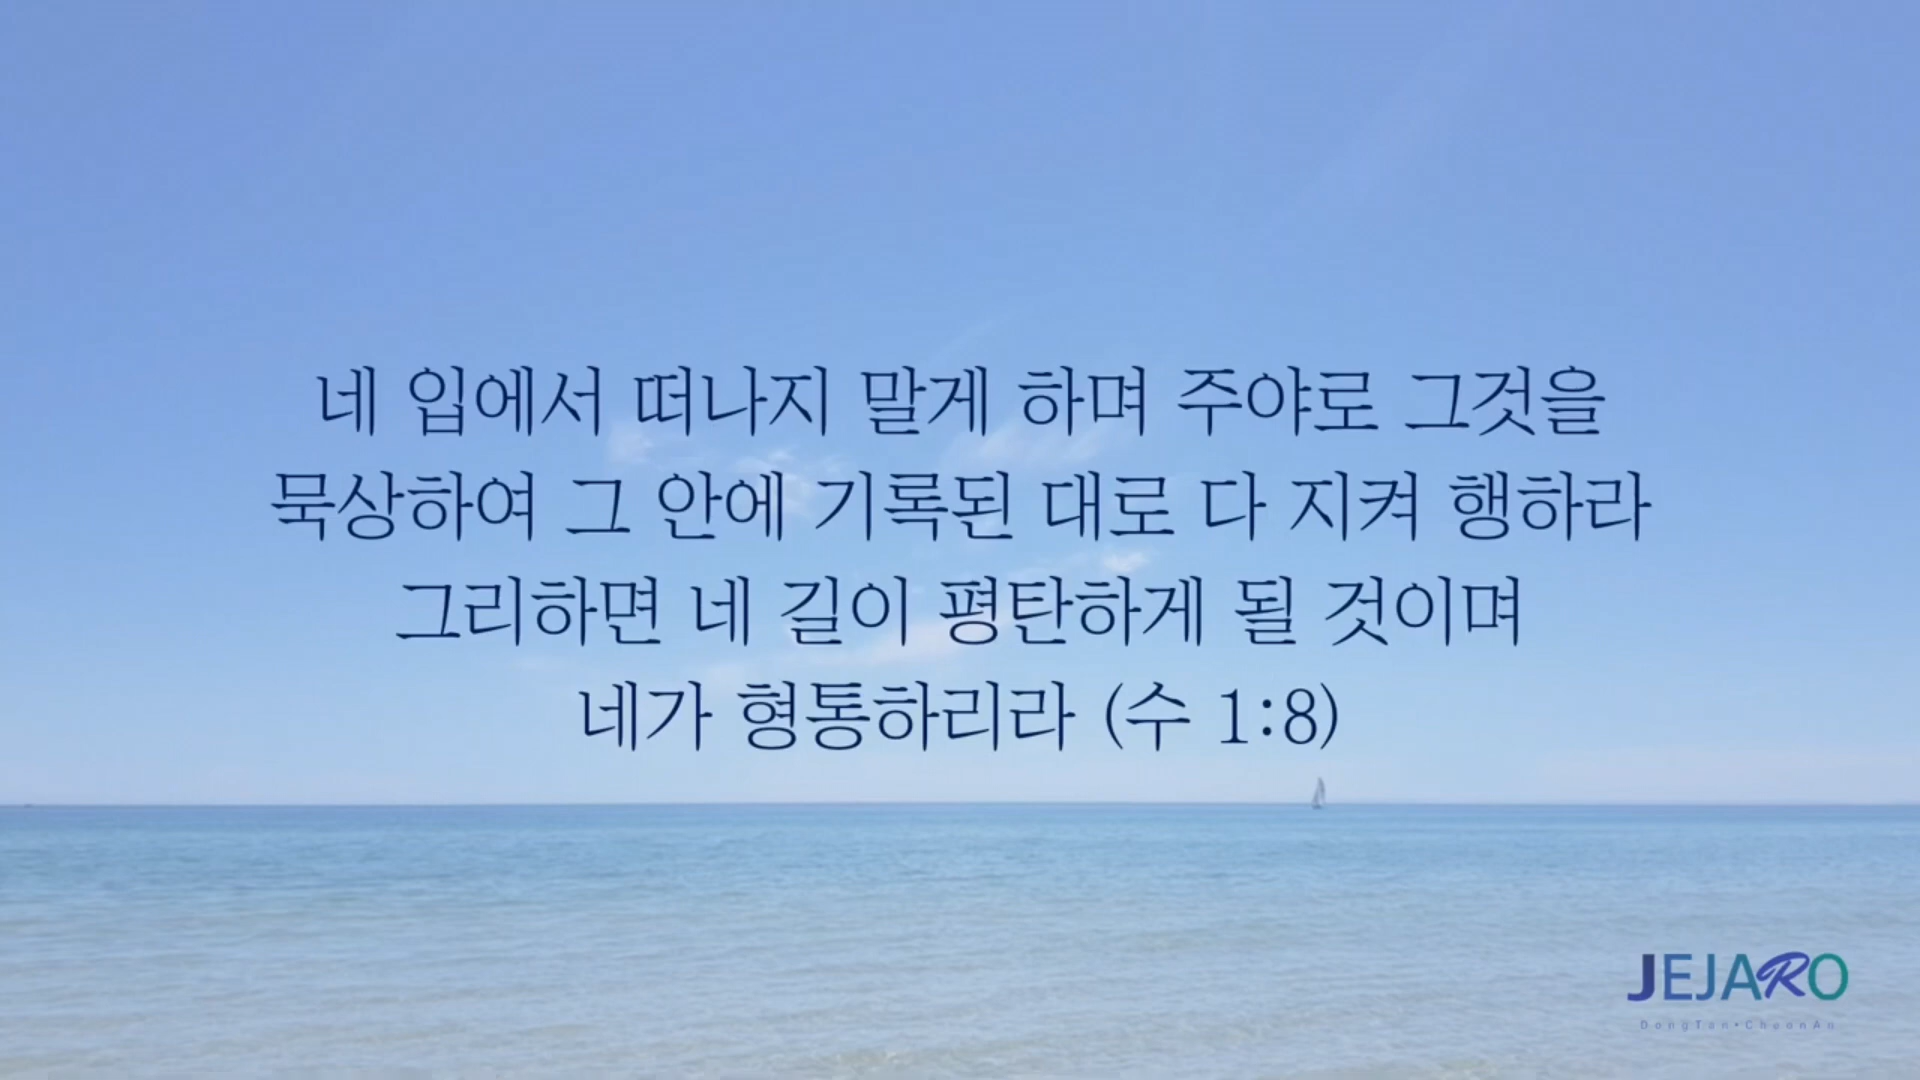 네 입에서 떠나지 말게 하며 주야로 그것을
묵상하여 그 안에 기록된 대로 다 지켜 행하라
그리하면 네 길이 평탄하게 될 것이며
네가 형통하리라 (수 1:8)
JEJARO
DongTan•CheonAn